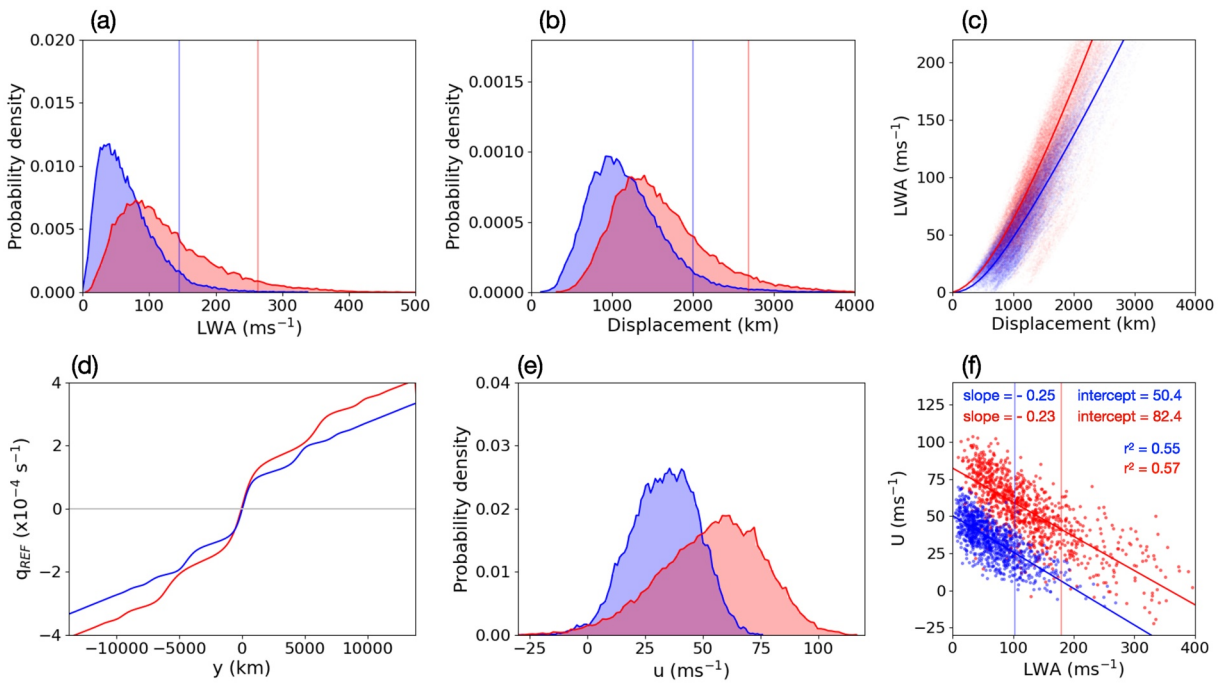 (a)
0.020
0.015
0.010
0.005
0.000
Probability density
0
100
200
300
400
500
LWA (ms⁻¹)
(b)
0.0015
0.0010
0.0005
0.0000
Probability density
0
1000
2000
3000
4000
Displacement (km)
(c)
200
150
100
50
0
LWA (ms⁻¹)
0
1000
2000
3000
4000
Displacement (km)
(d)
4
2
0
−2
−4
q_REF (x10⁻⁴ s⁻¹)
−10000
−5000
0
5000
10000
y (km)
(e)
0.04
0.03
0.02
0.01
0.00
Probability density
−25
0
25
50
75
100
u (ms⁻¹)
(f)
125
100
75
50
25
0
−25
U (ms⁻¹)
slope = - 0.25 intercept = 50.4
slope = - 0.23 intercept = 82.4
r² = 0.55
r² = 0.57
0
100
200
300
400
LWA (ms⁻¹)